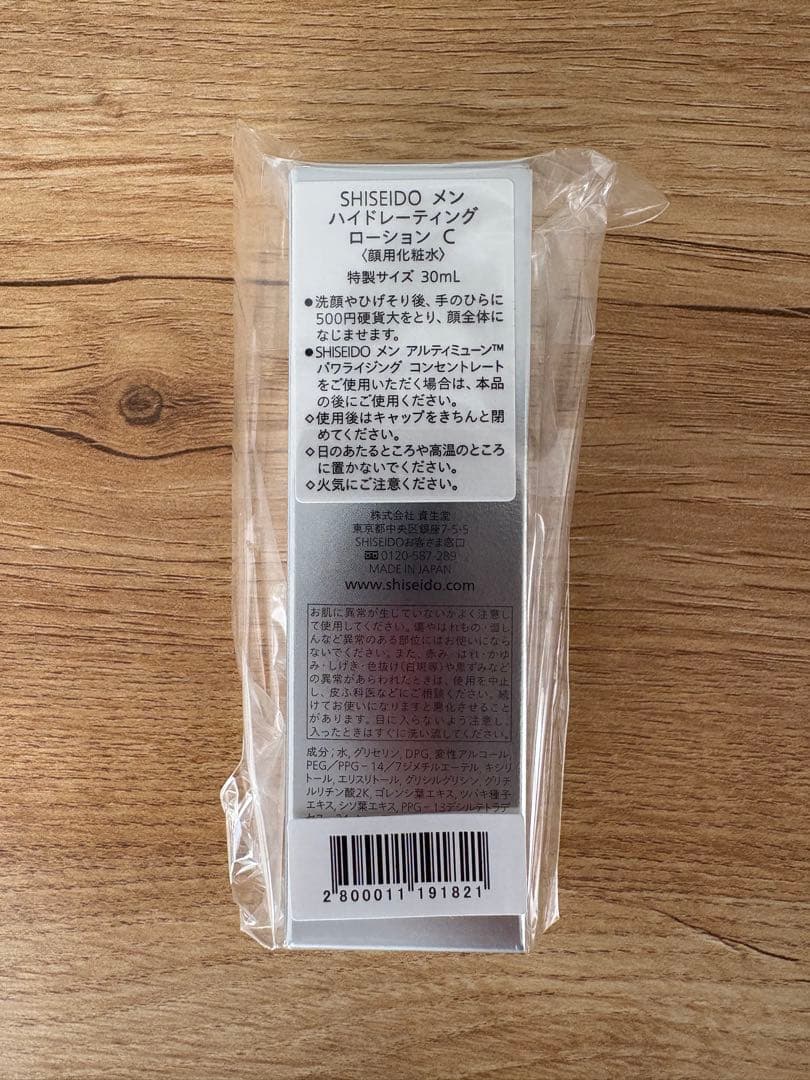 SHISEIDO メン
ハイドレーティング
ローション C
〈顔用化粧水〉
特製サイズ 30mL
●洗顔やひげそり後、手のひらに
500円硬貨大をとり、顔全体に
なじませます。
●SHISEIDO メン アルティミューン™
パワライジング コンセントレート
をご使用いただく場合は、本品
の後にご使用ください。
◇使用後はキャップをきちんと閉
めてください。
◇日のあたるところや高温のところ
に置かないでください。
◇火気にご注意ください。
株式会社 資生堂
東京都中央区銀座7-5-5
SHISEIDOお客さま窓口
0120-587-289
MADE IN JAPAN
www.shiseido.com
お肌に異常が生じていないかよく注意し
て使用してください。傷やはれもの・湿し
んなど異常のある部位にはお使いになら
ないでください。また、赤み・はれ・かゆ
み・しげき・色抜け(白斑等)や黒ずみなど
の異常があらわれたときは、使用を中止
し、皮ふ科医などにご相談ください。続
けてお使いになりますと悪化させること
があります。目に入らないよう注意し、
入ったときはすぐに洗い流してください。
成分;水,グリセリン,DPG,変性アルコール,
PEG/PPG-14/7ジメチルエーテル,キシリ
トール,エリスリトール,グリシルグリシン,グリチ
ルリチン酸2K,ゴレンシ葉エキス,ツバキ種子
エキス,シソ葉エキス,PPG-13デシルテトラデ
2 800011 191821